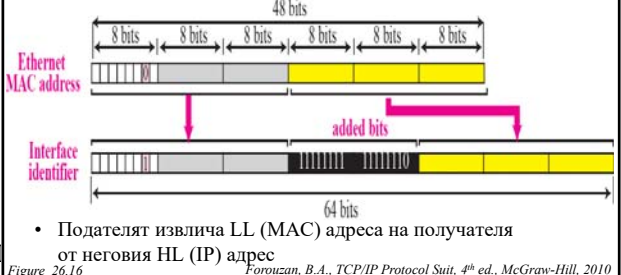 48 bits
8 bits 8 bits 8 bits 8 bits 8 bits 8 bits
Ethernet
MAC address
0
added bits
Interface
identifier
1
11111111 11111110
64 bits
• Подателят извлича LL (MAC) адреса на получателя
от неговия HL (IP) адрес
Figure 26.16
Forouzan, B.A., TCP/IP Protocol Suit, 4th ed., McGraw-Hill, 2010